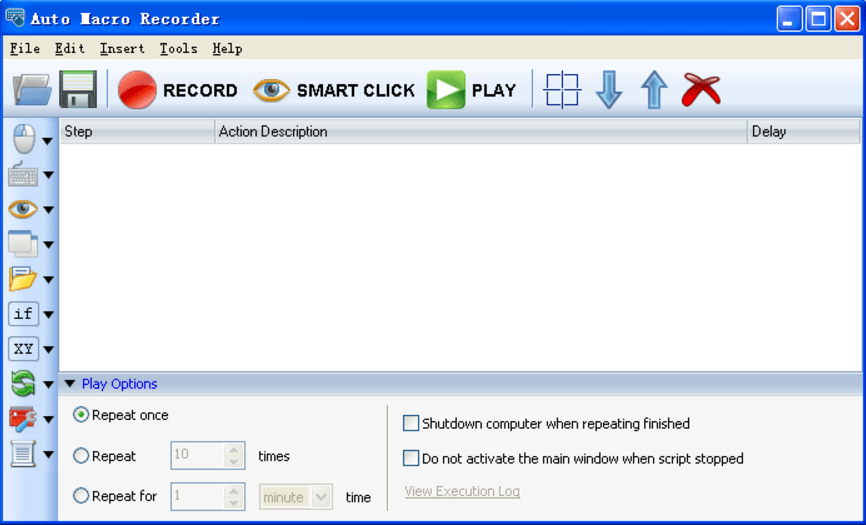 Auto Macro Recorder
File Edit Insert Tools Help
RECORD SMART CLICK PLAY
Step Action Description Delay
if
XY
Play Options
Repeat once
Repeat 10 times
Repeat for 1 minute time
Shutdown computer when repeating finished
Do not activate the main window when script stopped
View Execution Log